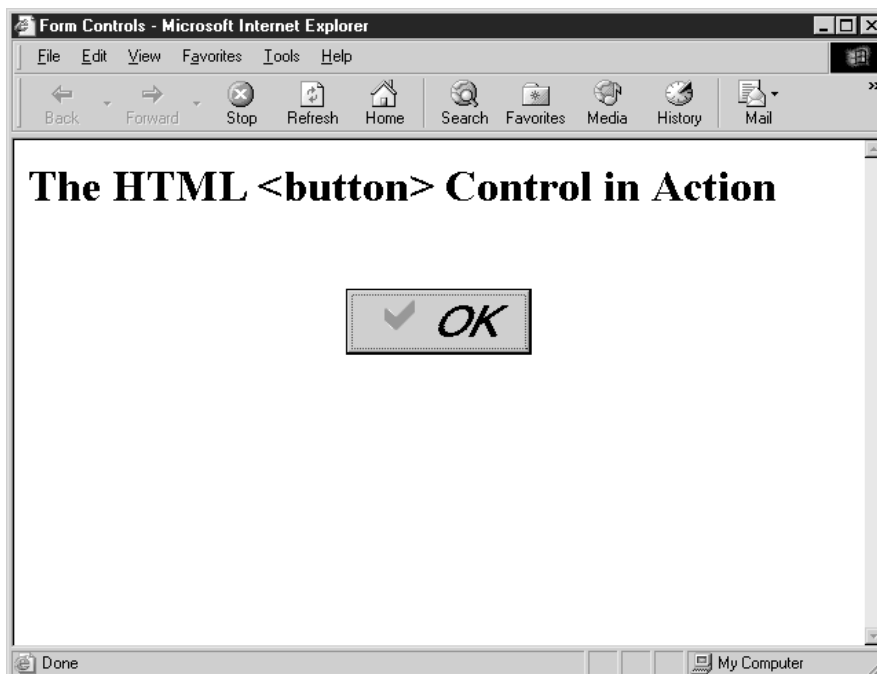 Form Controls - Microsoft Internet Explorer
File Edit View Favorites Tools Help
Back Forward Stop Refresh Home Search Favorites Media History Mail »
The HTML <button> Control in Action
OK
Done My Computer